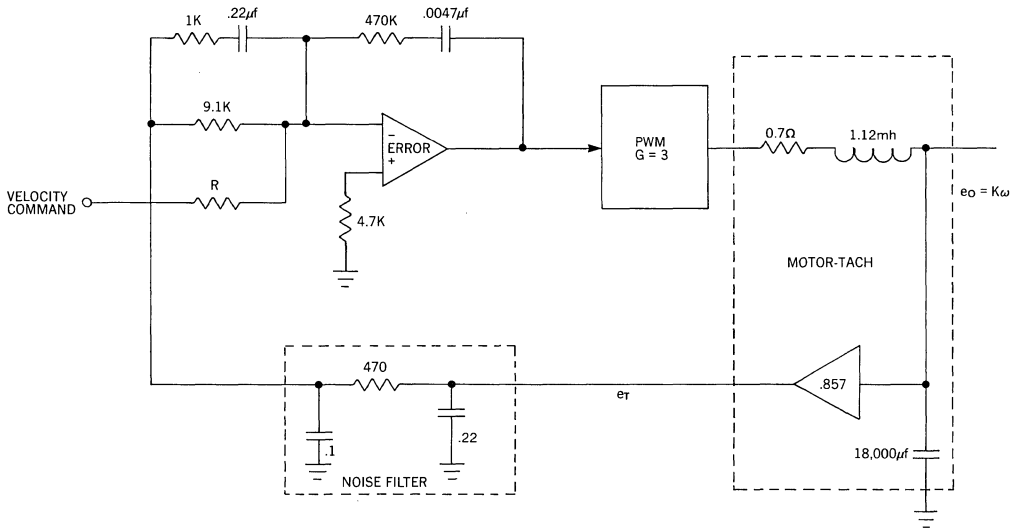 1K
.22µf
470K
.0047µf
9.1K
ERROR
−
+
PWM
G = 3
0.7Ω
1.12mh
eO = Kω
VELOCITY
COMMAND
R
4.7K
MOTOR-TACH
470
.857
eT
.1
.22
18,000µf
NOISE FILTER